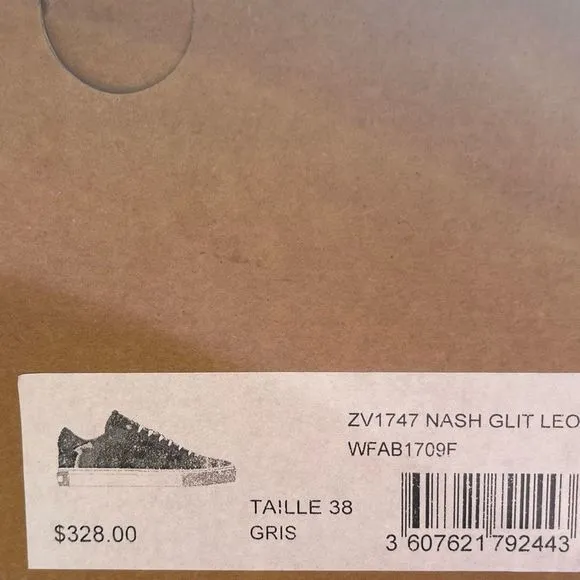 ZV1747 NASH GLIT LEO
WFAB1709F
TAILLE 38
$328.00
GRIS
3 607621 792443